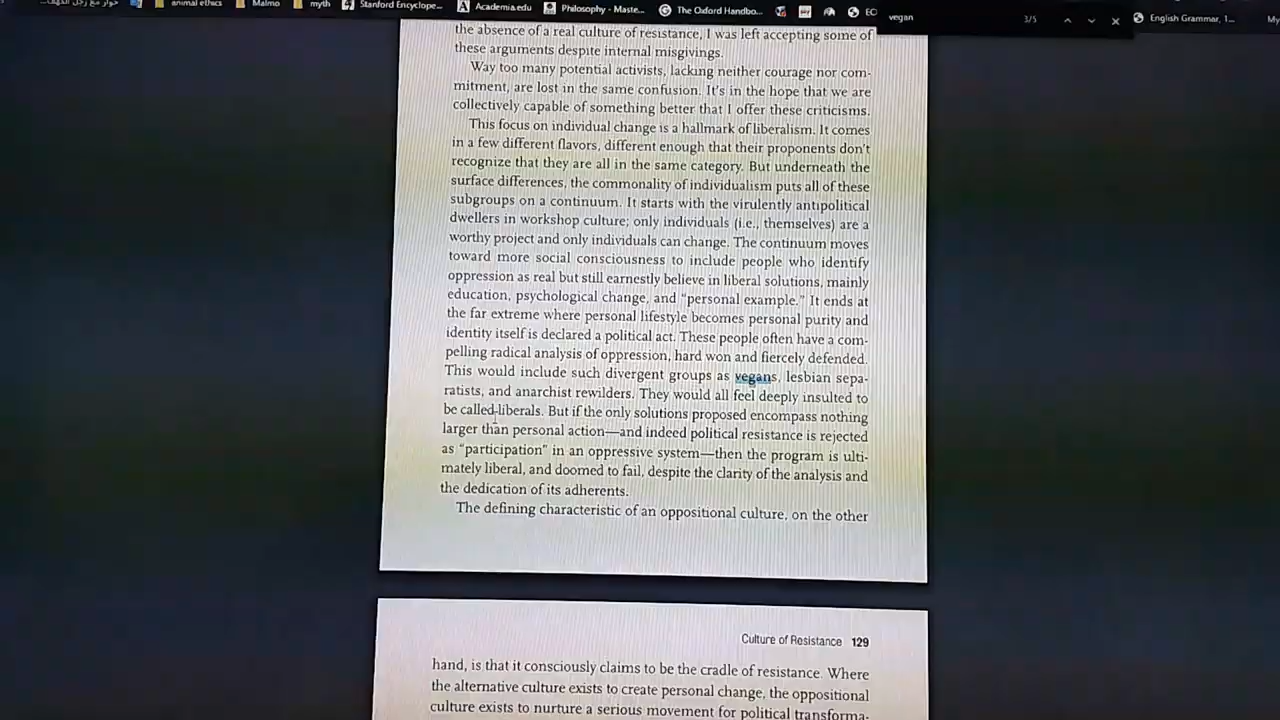 animal ethics
Malmo
myth
Stanford Encyclope...
Academia.edu
Philosophy - Maste...
The Oxford Handbo...
EC
vegan
3/5
English Grammar, 1...
My
the absence of a real culture of resistance, I was left accepting some of
these arguments despite internal misgivings.
Way too many potential activists, lacking neither courage nor com-
mitment, are lost in the same confusion. It's in the hope that we are
collectively capable of something better that I offer these criticisms.
This focus on individual change is a hallmark of liberalism. It comes
in a few different flavors, different enough that their proponents don't
recognize that they are all in the same category. But underneath the
surface differences, the commonality of individualism puts all of these
subgroups on a continuum. It starts with the virulently antipolitical
dwellers in workshop culture; only individuals (i.e., themselves) are a
worthy project and only individuals can change. The continuum moves
toward more social consciousness to include people who identify
oppression as real but still earnestly believe in liberal solutions, mainly
education, psychological change, and "personal example." It ends at
the far extreme where personal lifestyle becomes personal purity and
identity itself is declared a political act. These people often have a com-
pelling radical analysis of oppression, hard won and fiercely defended.
This would include such divergent groups as vegans, lesbian sepa-
ratists, and anarchist rewilders. They would all feel deeply insulted to
be called liberals. But if the only solutions proposed encompass nothing
larger than personal action—and indeed political resistance is rejected
as "participation" in an oppressive system—then the program is ulti-
mately liberal, and doomed to fail, despite the clarity of the analysis and
the dedication of its adherents.
The defining characteristic of an oppositional culture, on the other
Culture of Resistance 129
hand, is that it consciously claims to be the cradle of resistance. Where
the alternative culture exists to create personal change, the oppositional
culture exists to nurture a serious movement for political transforma-